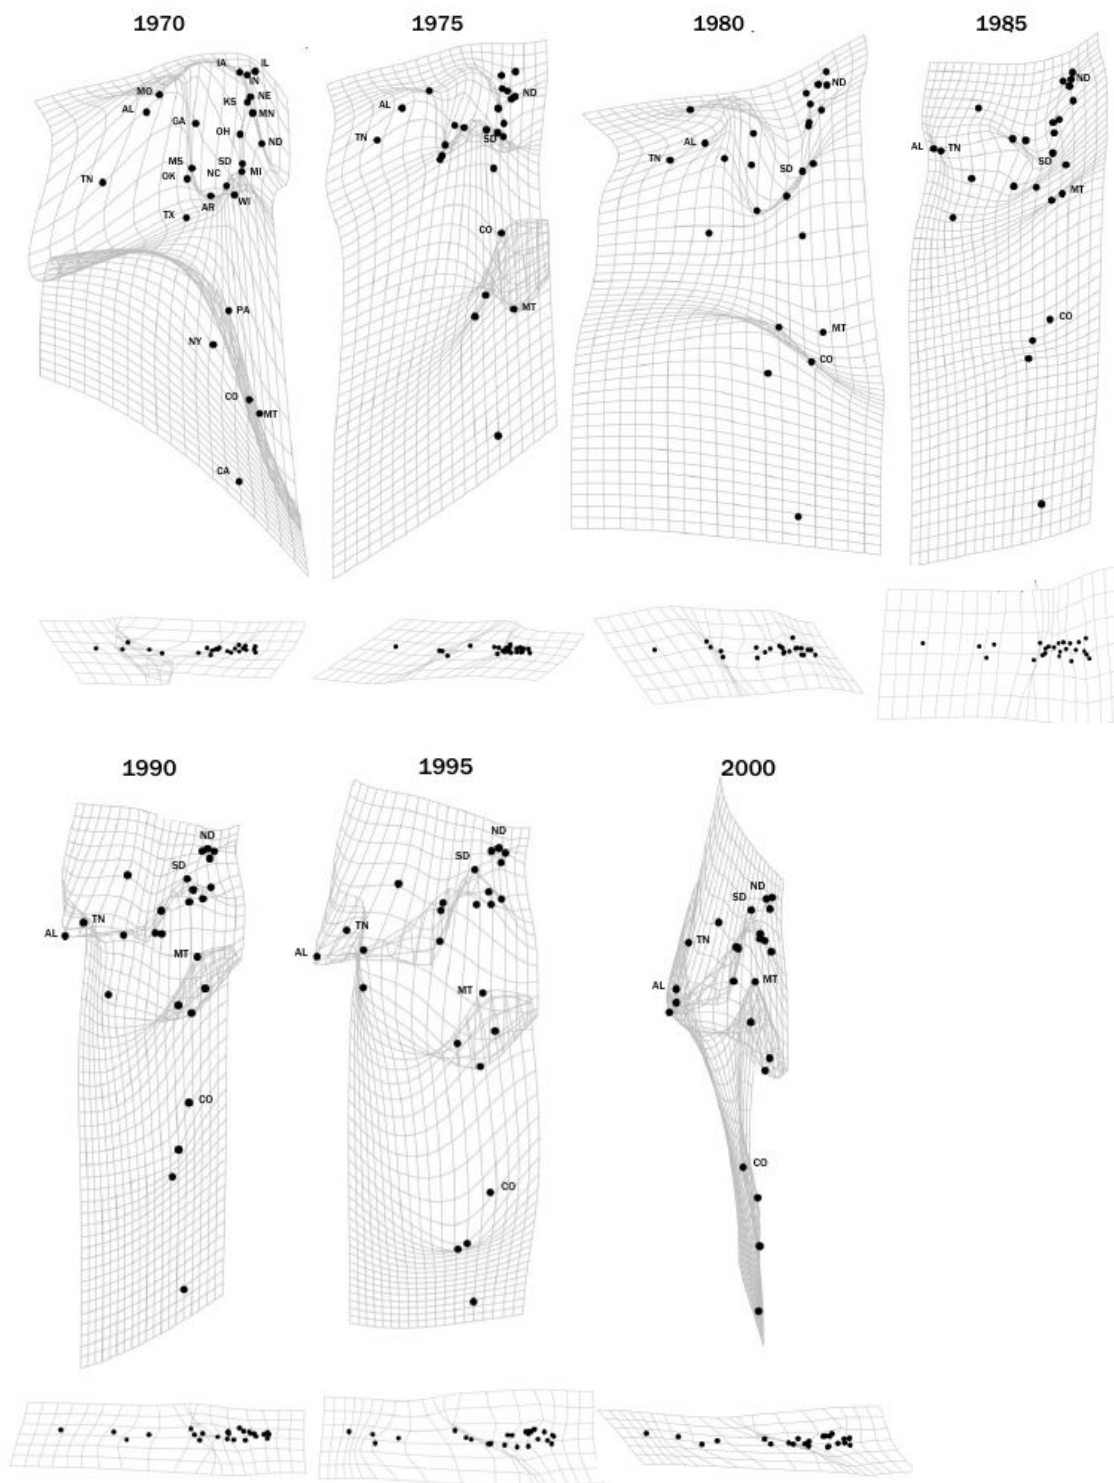 1970 1975 1980 1985
IA IL
IN
MO NE
KS
AL MN
GA
OH
ND
MS SD
OK NC MI
TN
AR WI
TX
PA
NY
CO
MT
CA
ND
AL
TN
SD
CO
MT
ND
AL
TN
SD
MT
CO
ND
AL TN
SD
MT
CO
1990 1995 2000
ND
SD
TN
AL
MT
CO
ND
SD
TN
AL
MT
CO
ND
SD
TN
AL
MT
CO